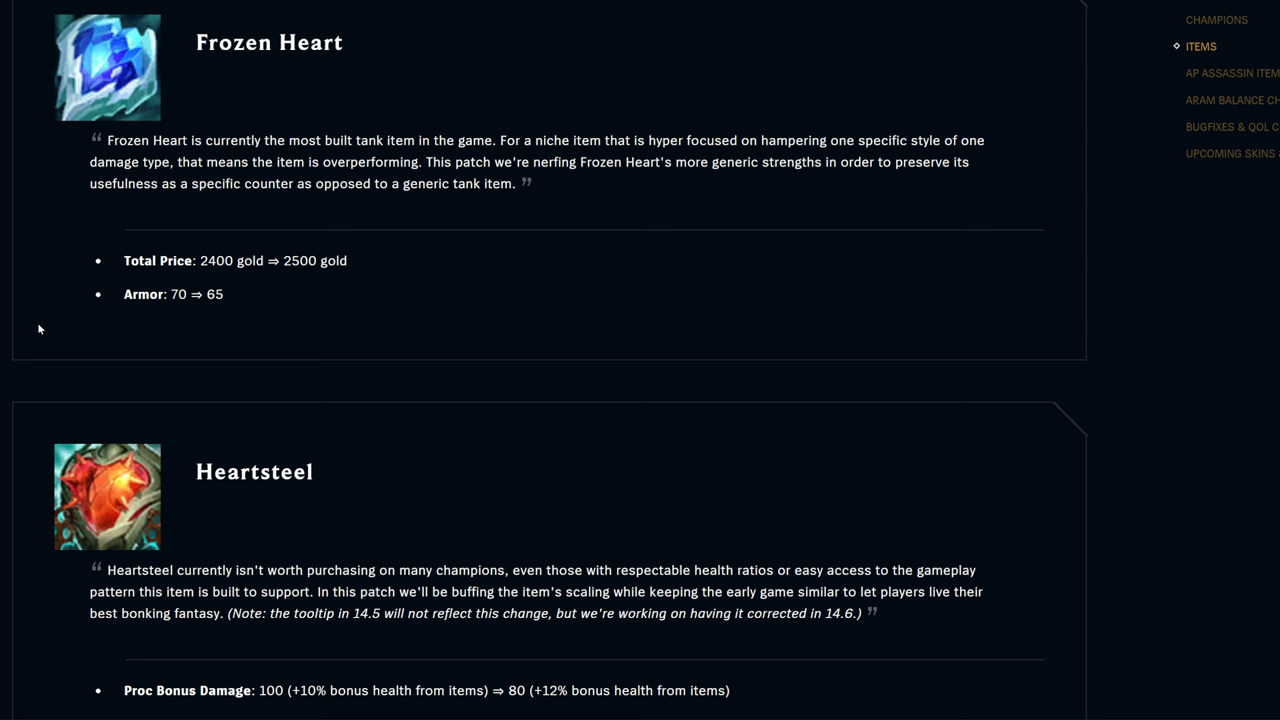 Frozen Heart
“ Frozen Heart is currently the most built tank item in the game. For a niche item that is hyper focused on hampering one specific style of one
damage type, that means the item is overperforming. This patch we're nerfing Frozen Heart's more generic strengths in order to preserve its
usefulness as a specific counter as opposed to a generic tank item. ”
• Total Price: 2400 gold ⇒ 2500 gold
• Armor: 70 ⇒ 65
Heartsteel
“ Heartsteel currently isn't worth purchasing on many champions, even those with respectable health ratios or easy access to the gameplay
pattern this item is built to support. In this patch we'll be buffing the item's scaling while keeping the early game similar to let players live their
best bonking fantasy. (Note: the tooltip in 14.5 will not reflect this change, but we're working on having it corrected in 14.6.) ”
• Proc Bonus Damage: 100 (+10% bonus health from items) ⇒ 80 (+12% bonus health from items)
CHAMPIONS
ITEMS
AP ASSASSIN ITEM
ARAM BALANCE CH
BUGFIXES & QOL C
UPCOMING SKINS